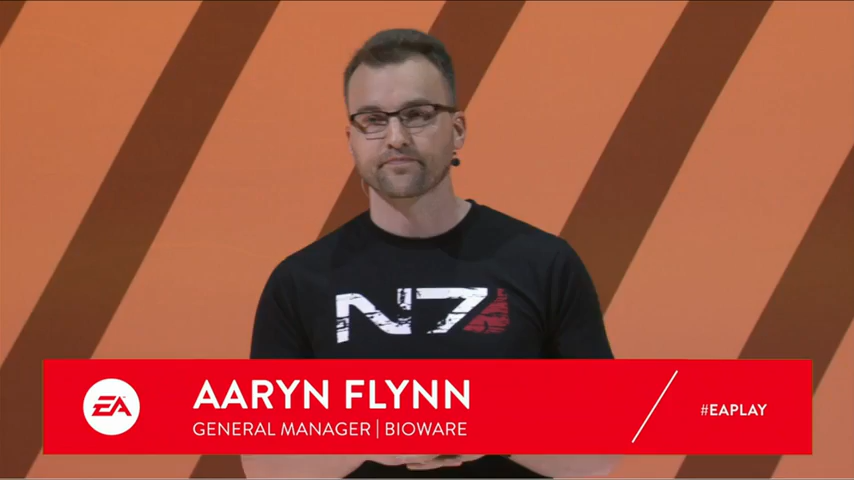 N7
EA
AARYN FLYNN
GENERAL MANAGER | BIOWARE
#EAPLAY